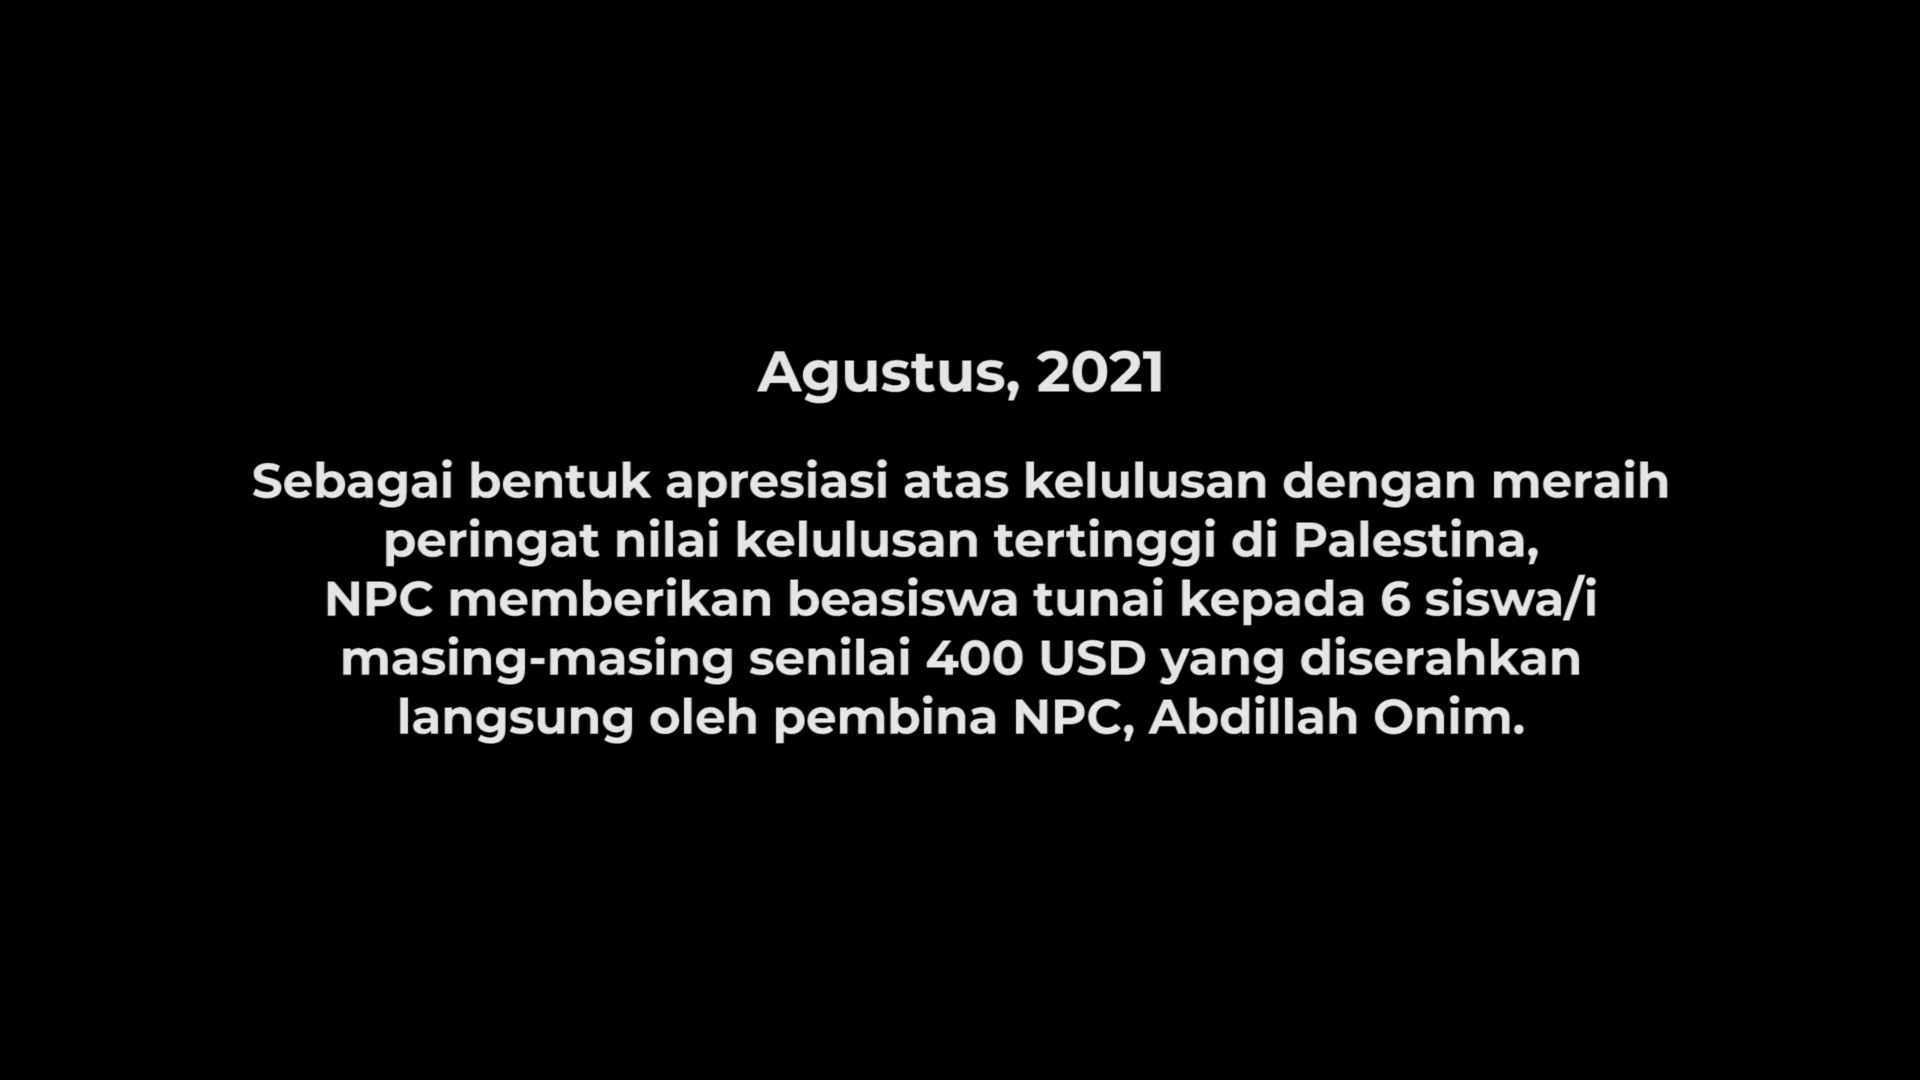 Agustus, 2021
Sebagai bentuk apresiasi atas kelulusan dengan meraih
peringat nilai kelulusan tertinggi di Palestina,
NPC memberikan beasiswa tunai kepada 6 siswa/i
masing-masing senilai 400 USD yang diserahkan
langsung oleh pembina NPC, Abdillah Onim.